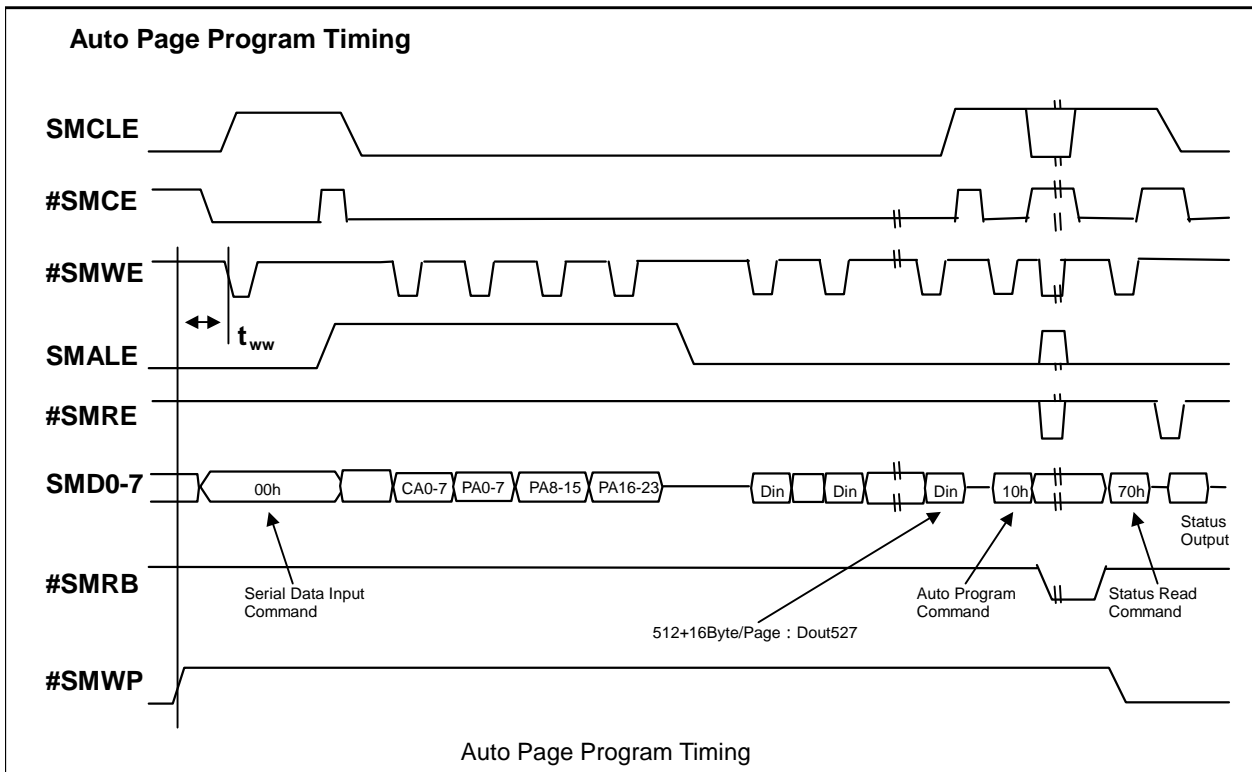 Auto Page Program Timing
SMCLE
#SMCE
#SMWE
tww
SMALE
#SMRE
SMD0-7
00h
CA0-7
PA0-7
PA8-15
PA16-23
Din
Din
Din
10h
70h
Status
Output
#SMRB
Serial Data Input
Command
Auto Program
Command
Status Read
Command
512+16Byte/Page : Dout527
#SMWP
Auto Page Program Timing